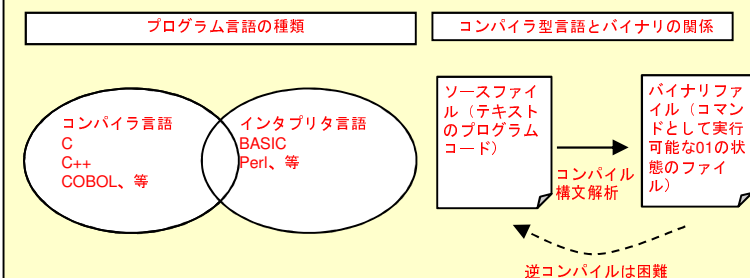 プログラム言語の種類
コンパイラ型言語とバイナリの関係
コンパイラ言語
C
C++
COBOL、等
インタプリタ言語
BASIC
Perl、等
ソースファイ
ル（テキスト
のプログラム
コード）
コンパイル
構文解析
バイナリファ
イル（コマン
ドとして実行
可能な01の状
態のファイ
ル）
逆コンパイルは困難